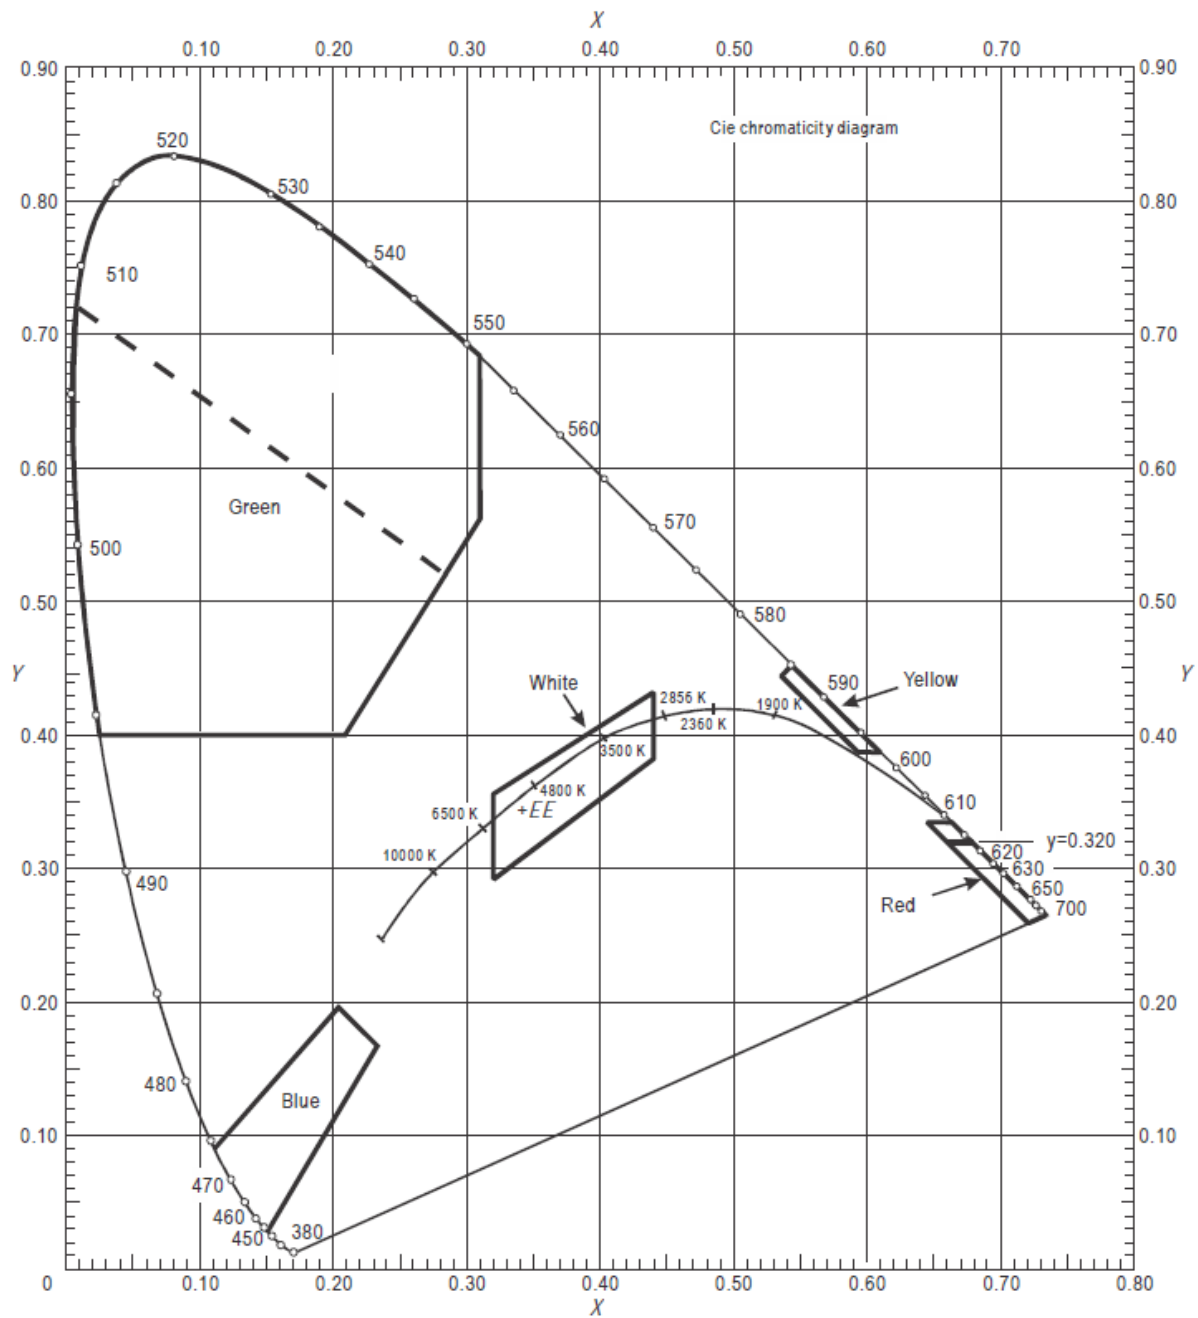 X
0.10 0.20 0.30 0.40 0.50 0.60 0.70
0.90 0.90
Cie chromaticity diagram
520
530
0.80 0.80
540
510
550
0.70 0.70
560
0.60 0.60
Green
570
500
0.50 0.50
580
Y Y
White
590
Yellow
2856 K
1900 K
2360 K
0.40 0.40
3500 K
600
4800 K
610
6500 K
+EE
y=0.320
10000 K
620
0.30 0.30
630
490
650
Red
700
0.20 0.20
480
Blue
0.10 0.10
470
460
450
380
0 0.10 0.20 0.30 0.40 0.50 0.60 0.70 0.80
X